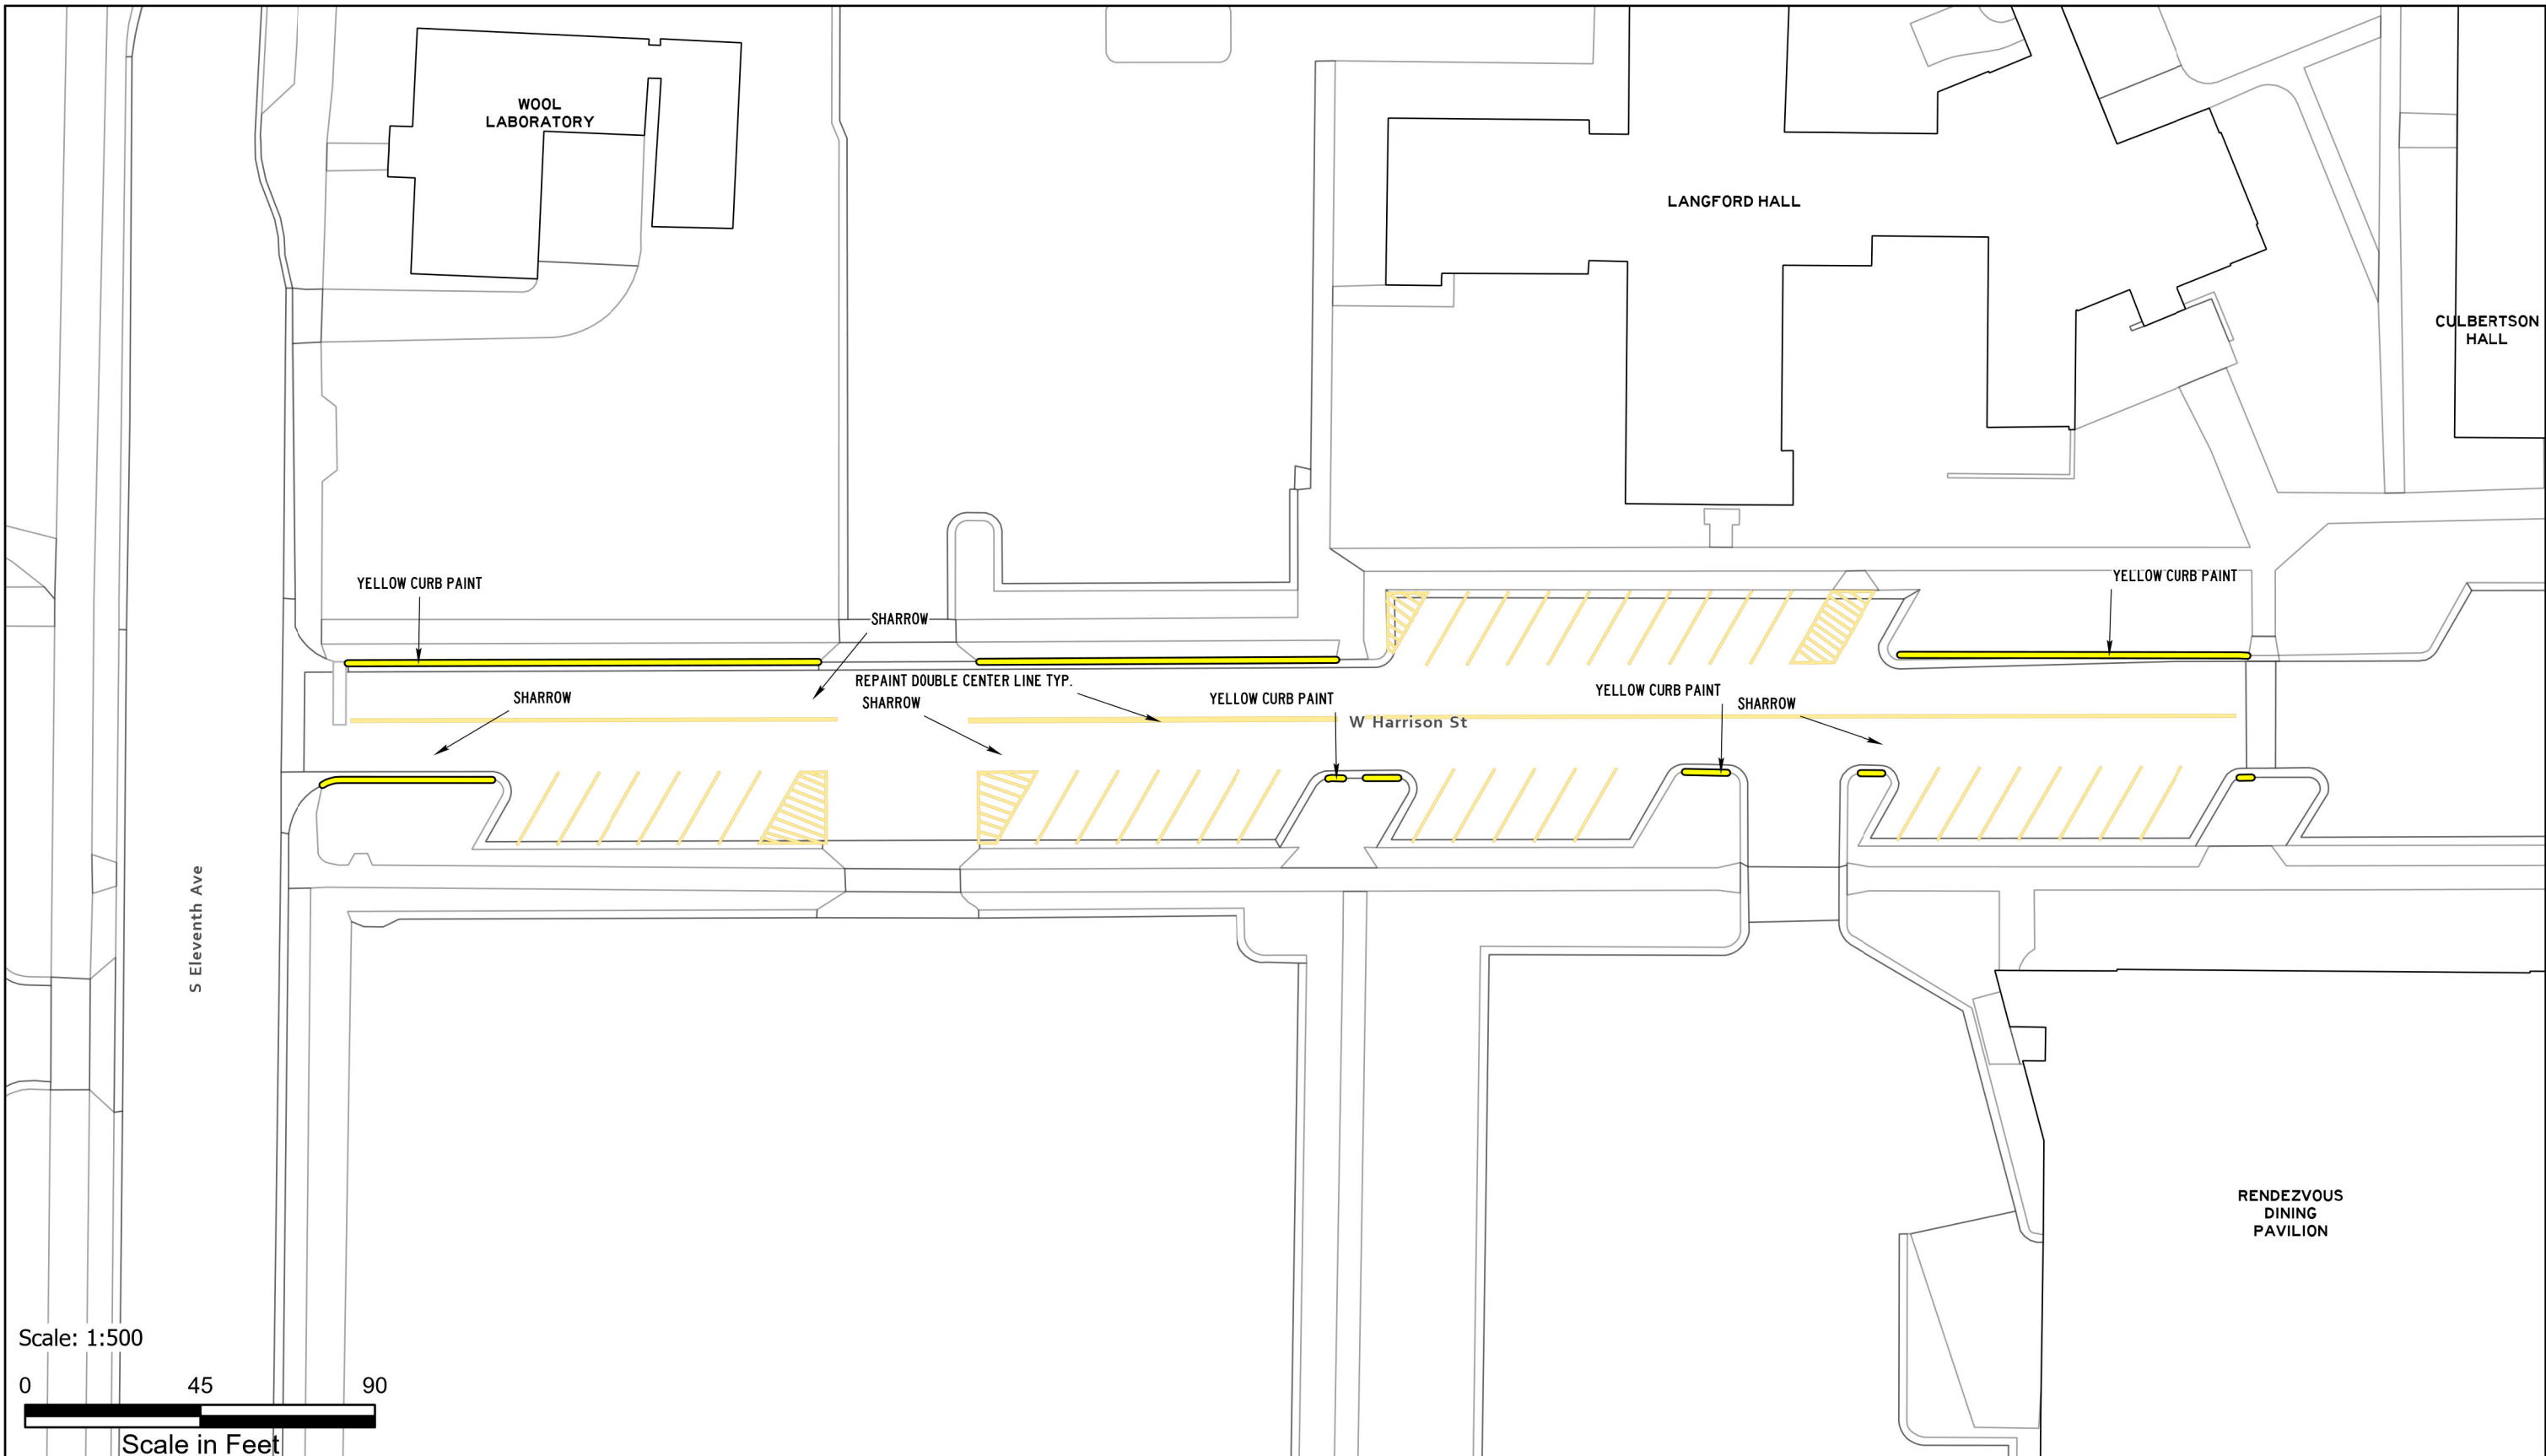 WOOL
LABORATORY
LANGFORD HALL
CULBERTSON
HALL
YELLOW CURB PAINT
YELLOW CURB PAINT
SHARROW
REPAINT DOUBLE CENTER LINE TYP.
SHARROW
SHARROW
YELLOW CURB PAINT
YELLOW CURB PAINT
SHARROW
W Harrison St
S Eleventh Ave
RENDEZVOUS
DINING
PAVILION
Scale: 1:500
0 45 90
Scale in Feet